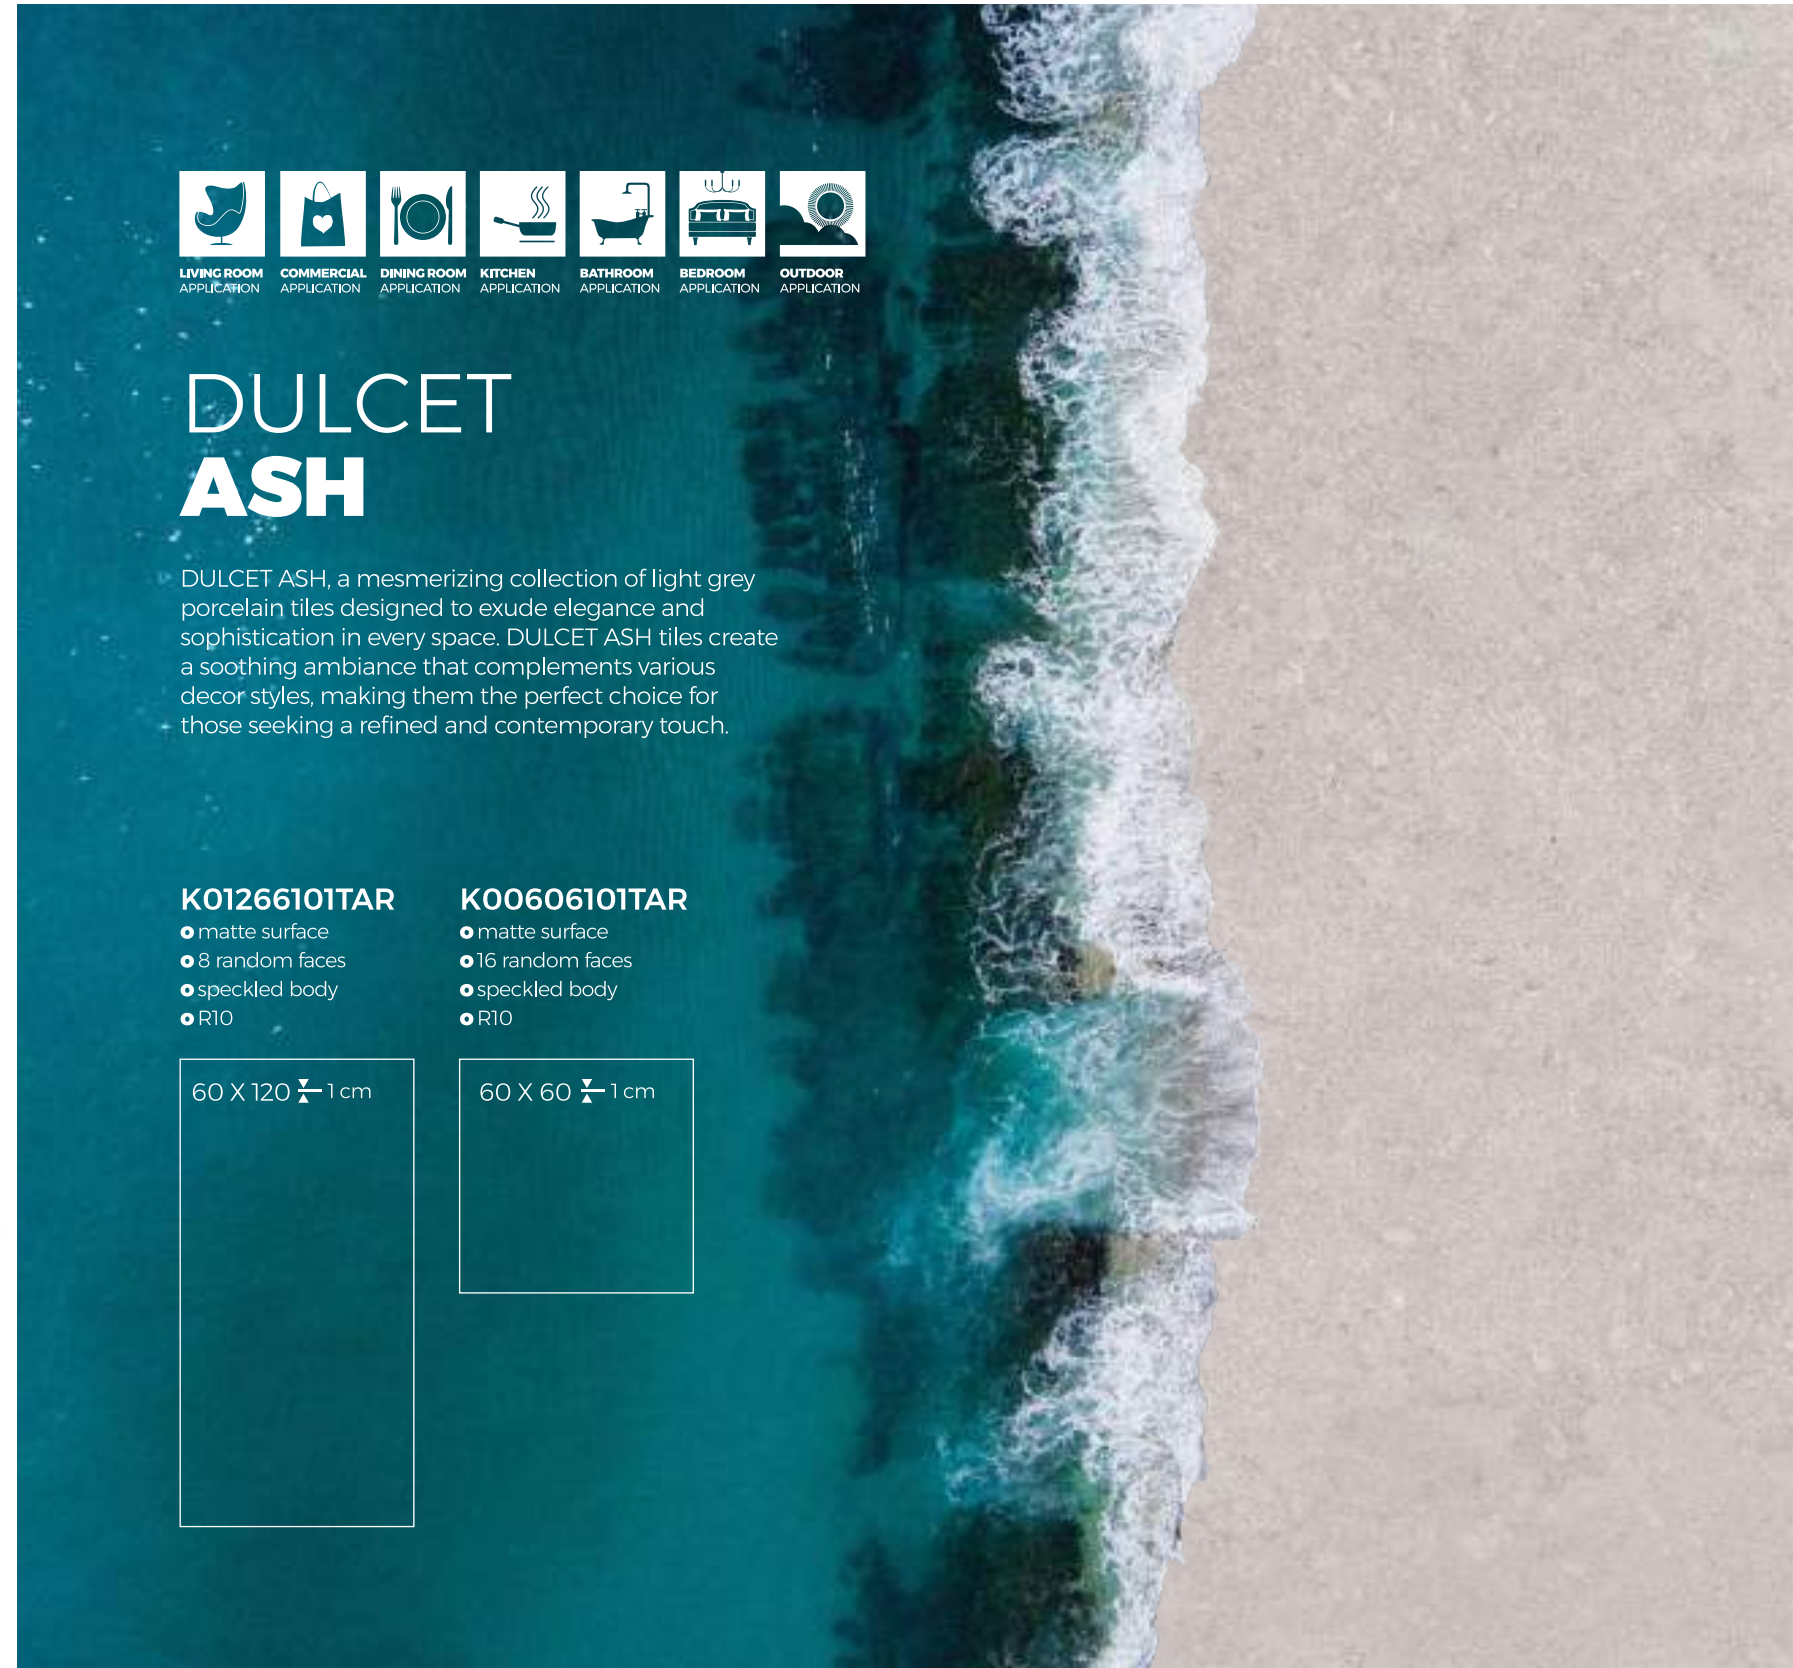 LIVING ROOM COMMERCIAL DINING ROOM KITCHEN BATHROOM BEDROOM OUTDOOR
APPLICATION APPLICATION APPLICATION APPLICATION APPLICATION APPLICATION APPLICATION
DULCET
ASH
DULCET ASH, a mesmerizing collection of light grey
porcelain tiles designed to exude elegance and
sophistication in every space. DULCET ASH tiles create
a soothing ambiance that complements various
decor styles, making them the perfect choice for
those seeking a refined and contemporary touch.
K01266101TAR
matte surface
8 random faces
speckled body
R10
60 X 120 1 cm
K00606101TAR
matte surface
16 random faces
speckled body
R10
60 X 60 1 cm